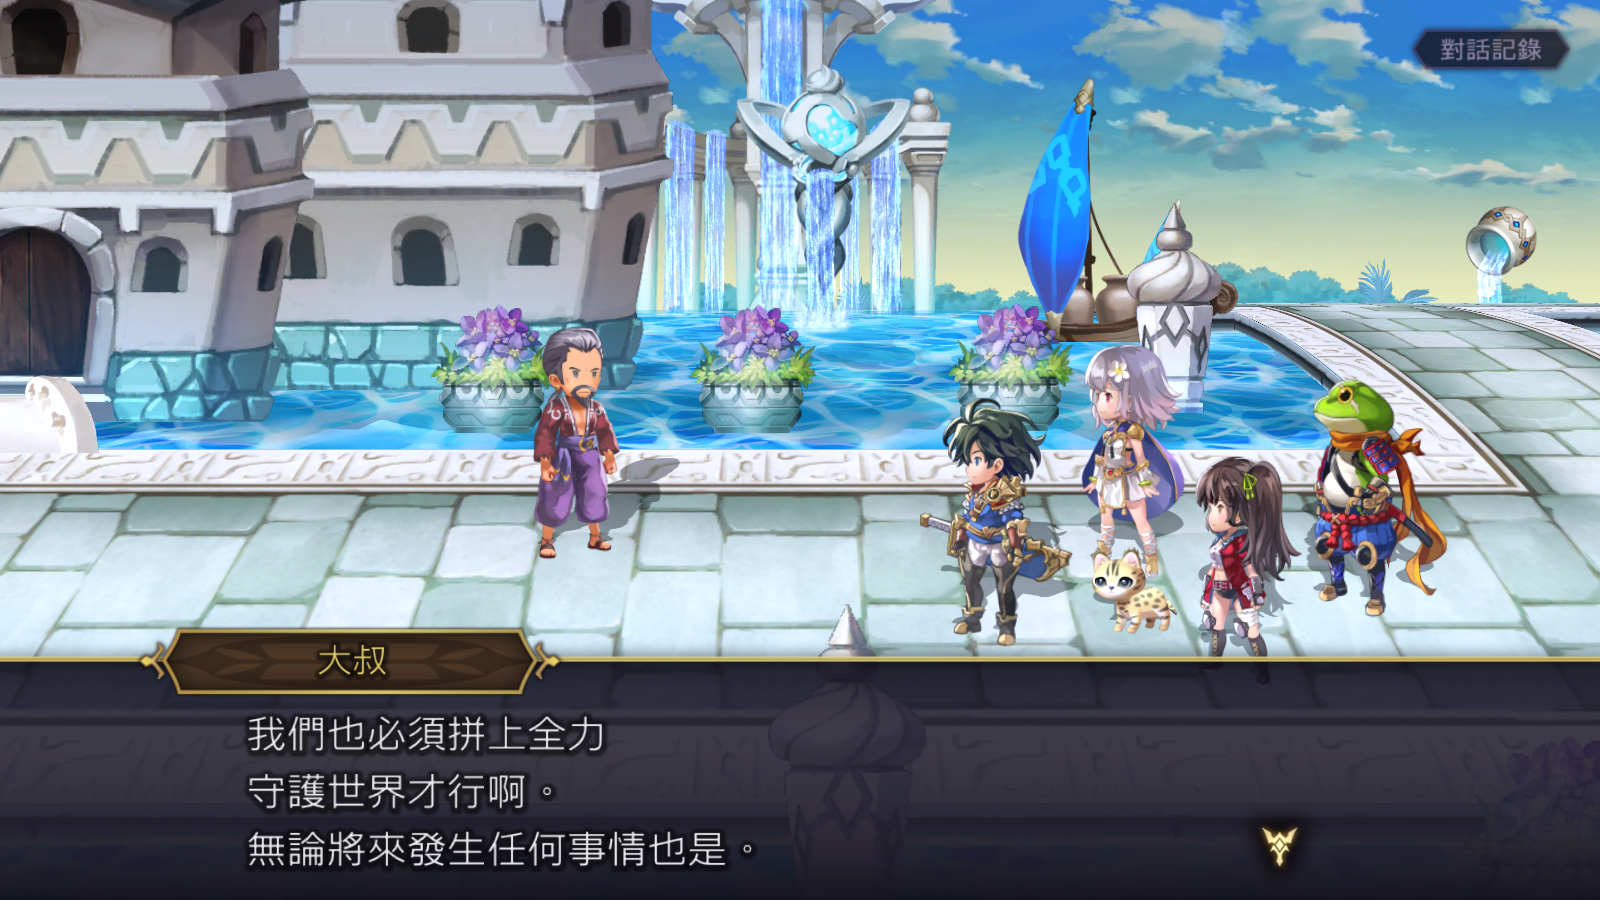 對話記錄
大叔
我們也必須拼上全力
守護世界才行啊。
無論將來發生任何事情也是。